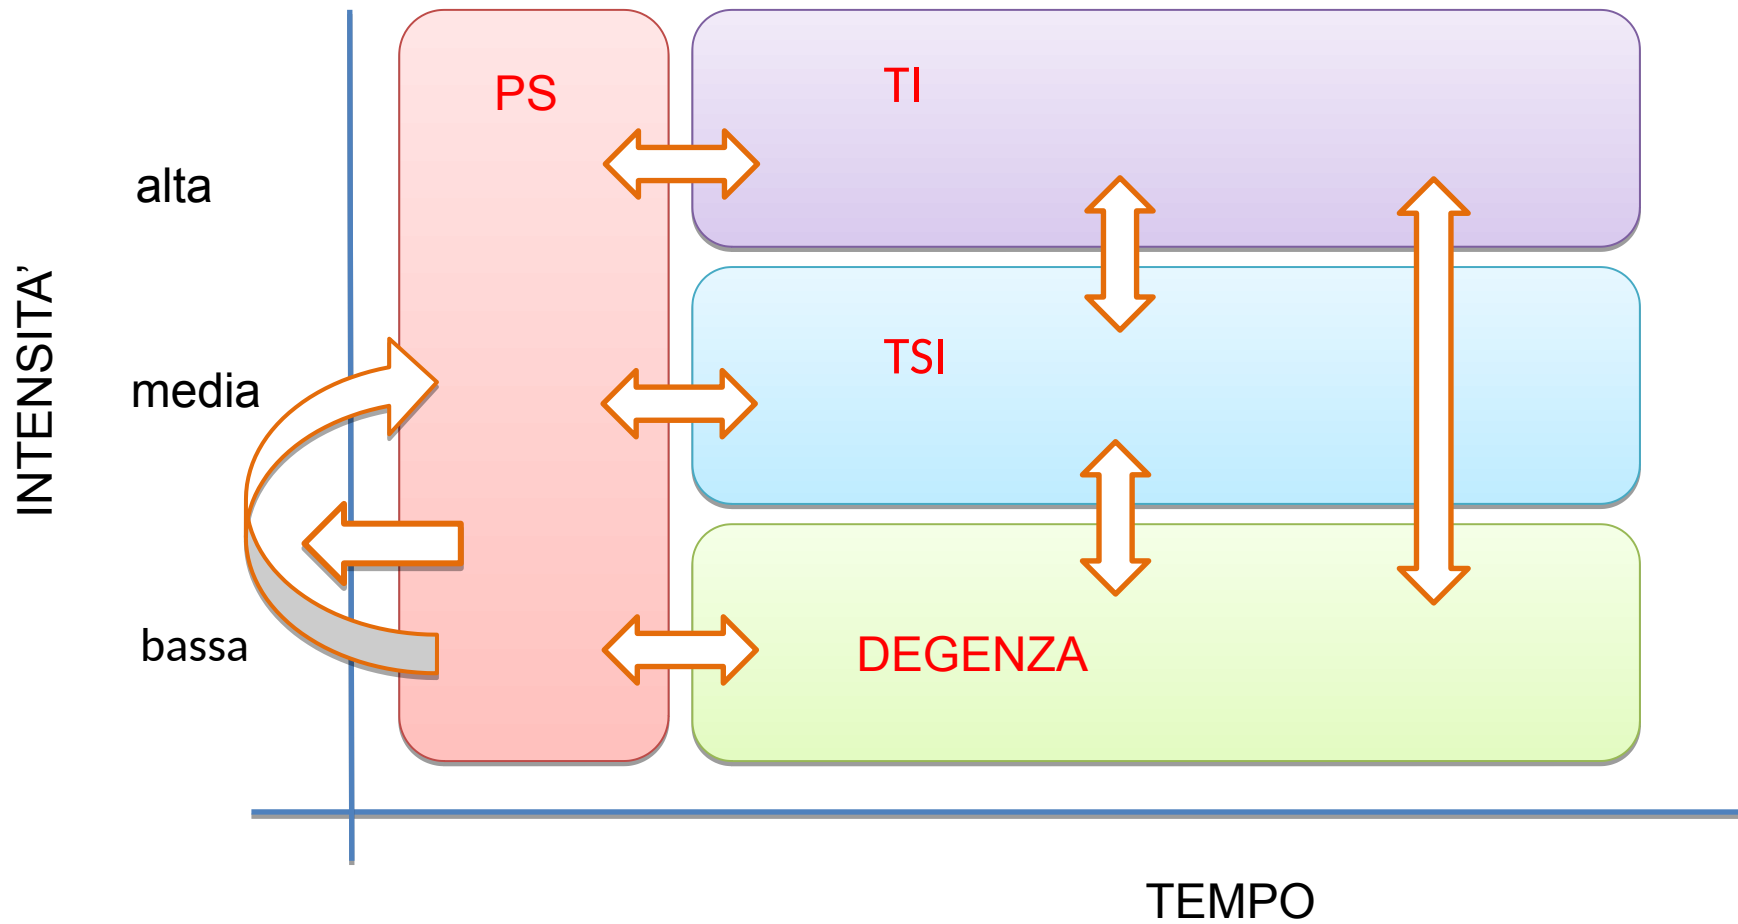 PS
TI
alta
INTENSITA’
TSI
media
bassa
DEGENZA
TEMPO